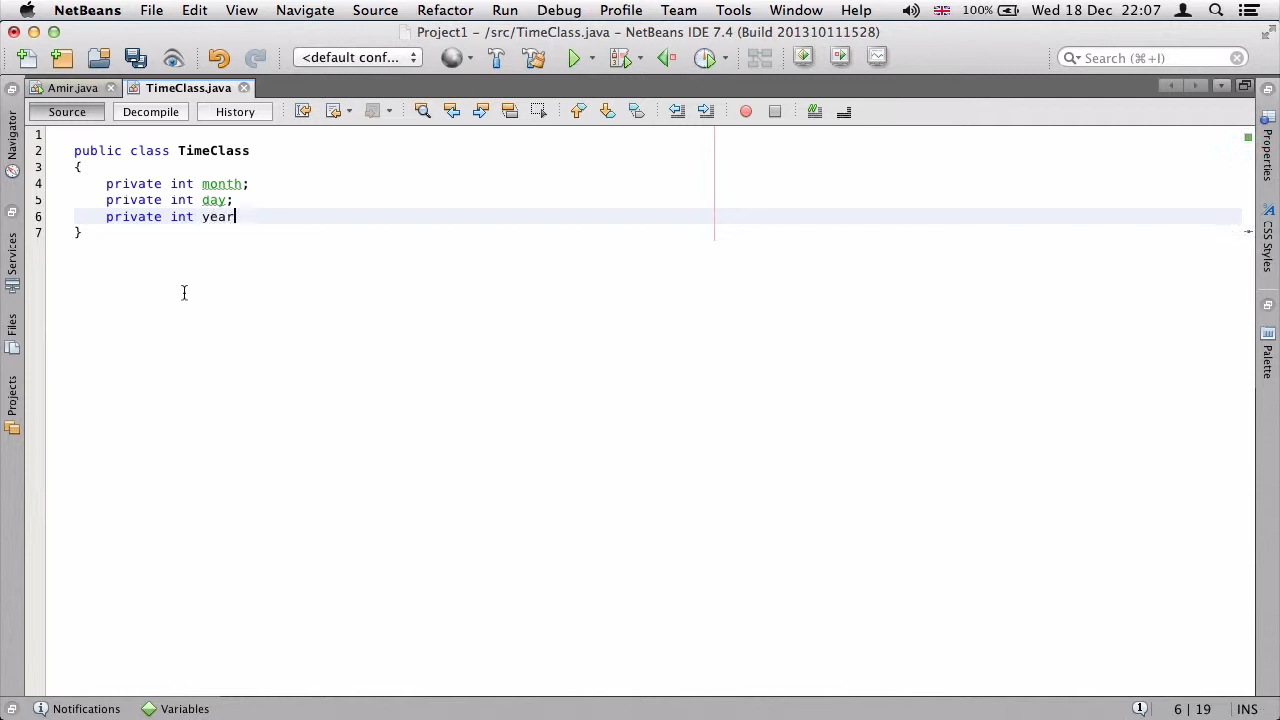 NetBeans File Edit View Navigate Source Refactor Run Debug Profile Team Tools Window Help 100% Wed 18 Dec 22:07
Project1 – /src/TimeClass.java – NetBeans IDE 7.4 (Build 201310111528)
<default conf... Search (⌘+I)
Amir.java TimeClass.java
Source Decompile History
1
2 public class TimeClass
3 {
4 private int month;
5 private int day;
6 private int year
7 }
Navigator
Services
Files
Projects
Properties
CSS Styles
Palette
Notifications Variables 1 6 | 19 INS